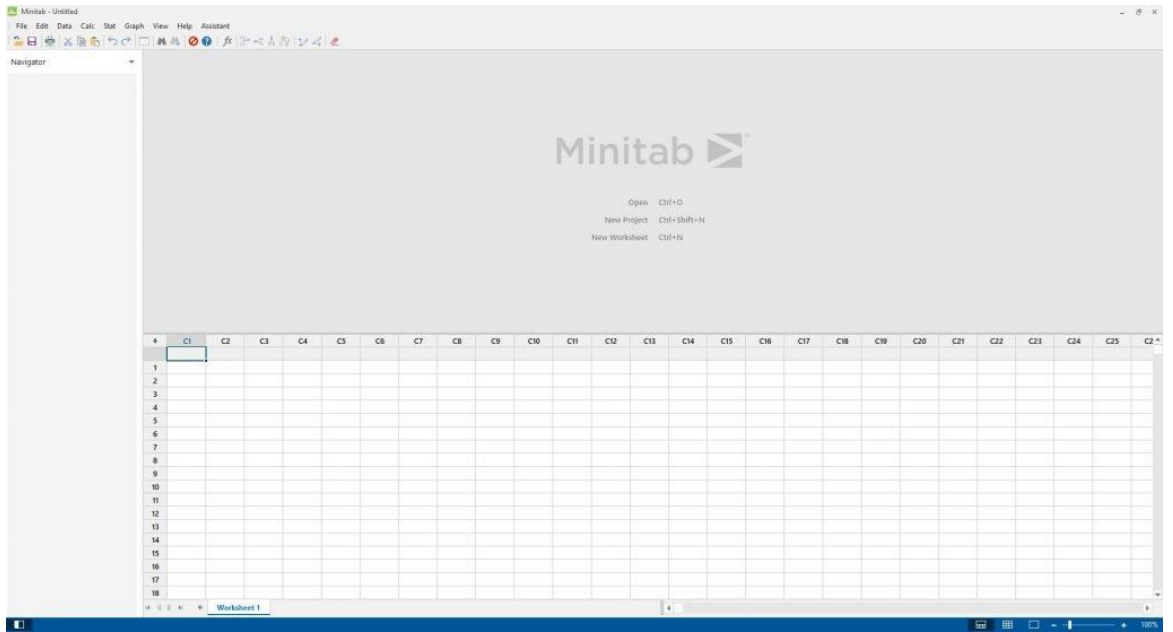 Minitab - Untitled
File Edit Data Calc Stat Graph View Help Assistant
fx
Navigator
Minitab
Open Ctrl+O
New Project Ctrl+Shift+N
New Worksheet Ctrl+N
C1 C2 C3 C4 C5 C6 C7 C8 C9 C10 C11 C12 C13 C14 C15 C16 C17 C18 C19 C20 C21 C22 C23 C24 C25 C2
1
2
3
4
5
6
7
8
9
10
11
12
13
14
15
16
17
18
+ Worksheet 1
- + 100%